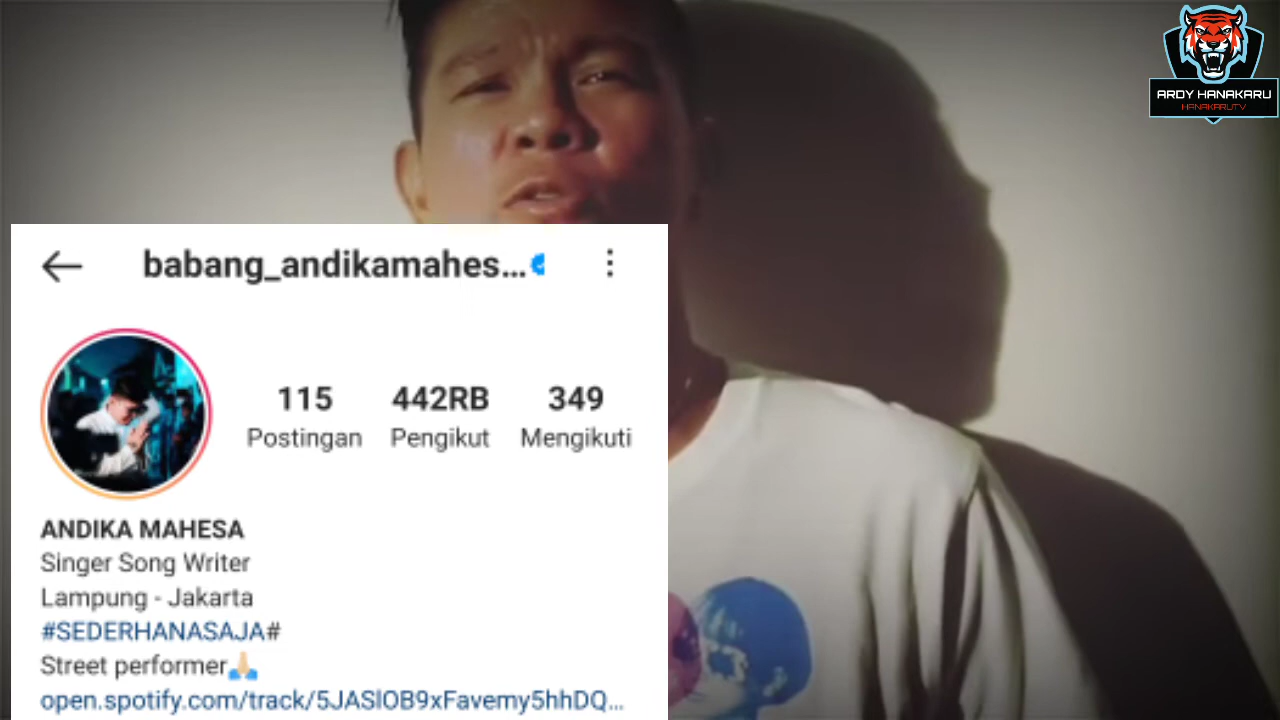 ARDY HANAKARU
HANAKARUTV
babang_andikamahes...
115 442RB 349
Postingan Pengikut Mengikuti
ANDIKA MAHESA
Singer Song Writer
Lampung - Jakarta
#SEDERHANASAJA#
Street performer🙏🏼
open.spotify.com/track/5JASlOB9xFavemy5hhDQ...